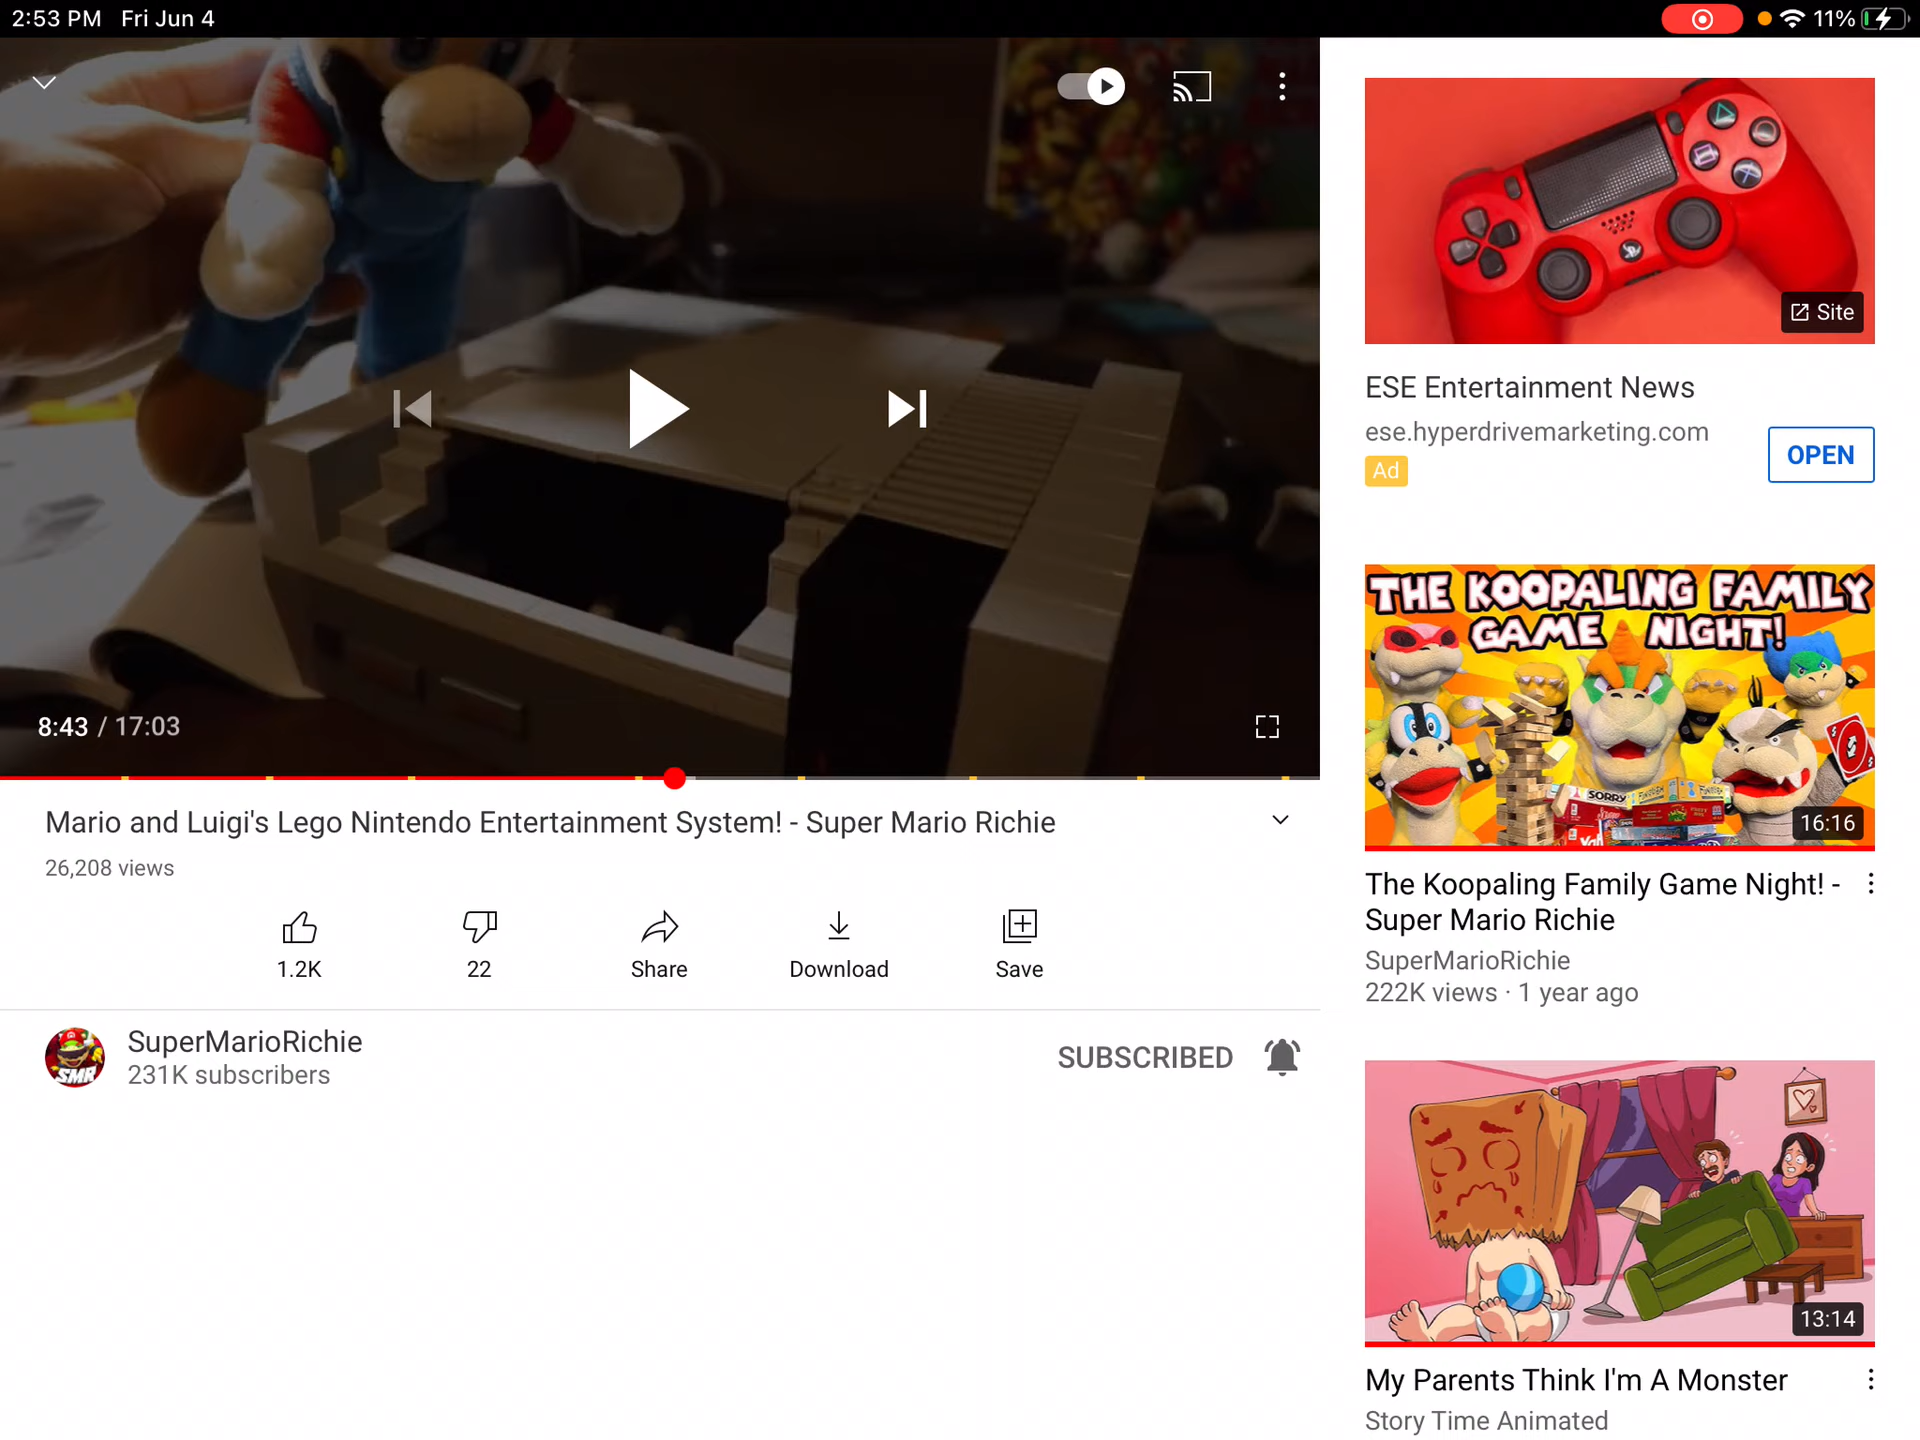 2:53 PM Fri Jun 4
11%
8:43 / 17:03
Mario and Luigi's Lego Nintendo Entertainment System! - Super Mario Richie
26,208 views
1.2K
22
Share
Download
Save
SMR
SuperMarioRichie
231K subscribers
SUBSCRIBED
Site
ESE Entertainment News
ese.hyperdrivemarketing.com
Ad
OPEN
THE KOOPALING FAMILY
GAME NIGHT!
SORRY
16:16
The Koopaling Family Game Night! -
Super Mario Richie
SuperMarioRichie
222K views · 1 year ago
13:14
My Parents Think I'm A Monster
Story Time Animated